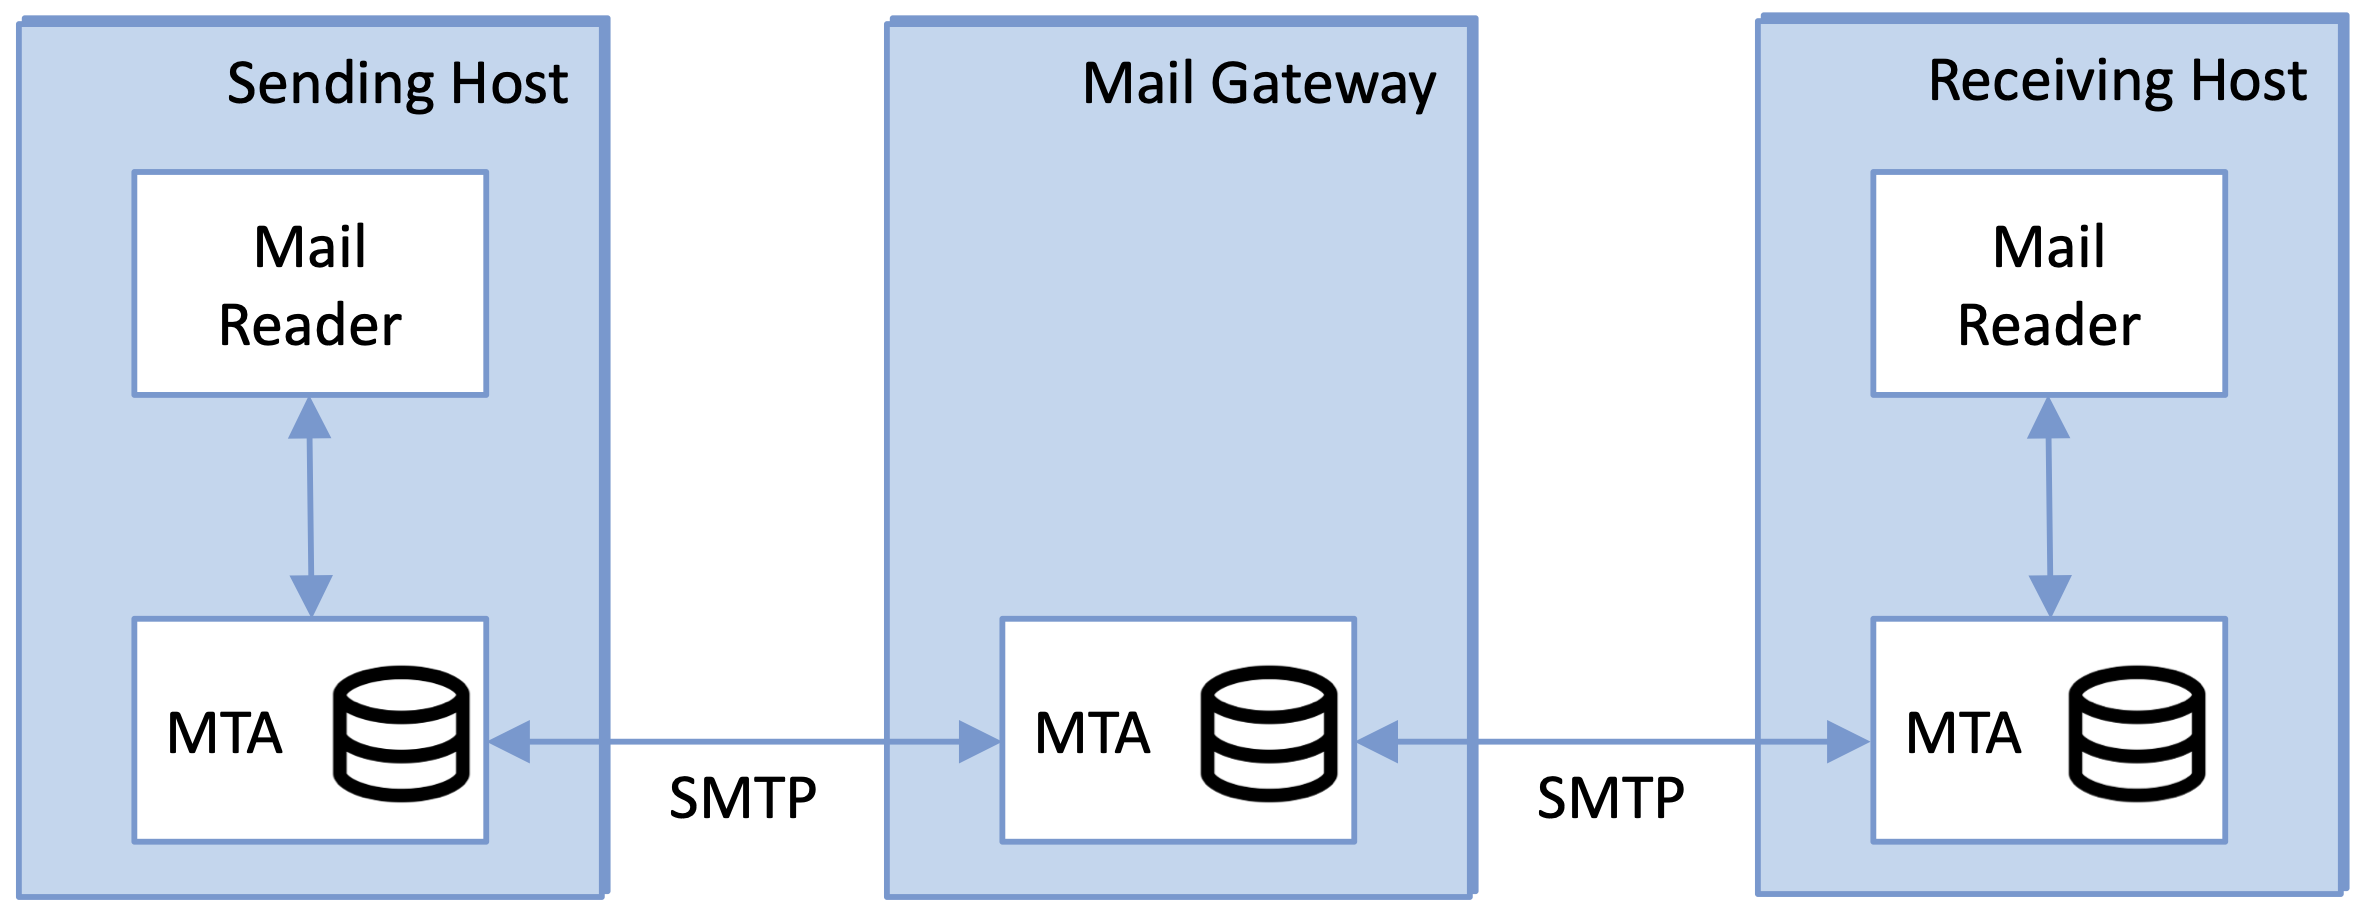 Sending Host
Mail Gateway
Receiving Host
Mail
Reader
Mail
Reader
MTA
SMTP
MTA
SMTP
MTA